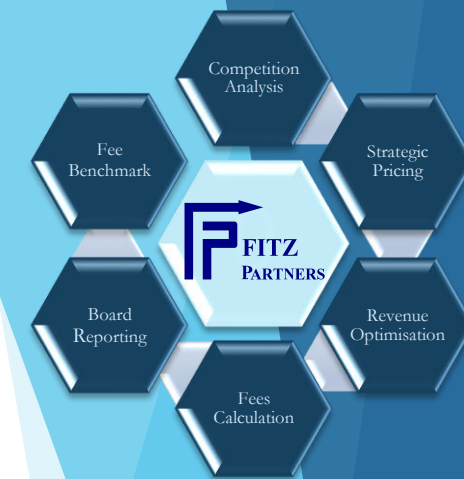 Competition
Analysis
Fee
Benchmark
Strategic
Pricing
FITZ
PARTNERS
Board
Reporting
Revenue
Optimisation
Fees
Calculation